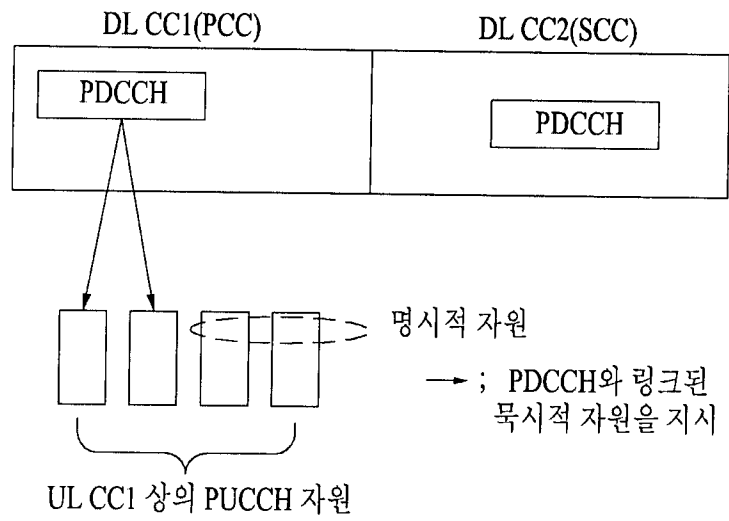 DL CC1(PCC)
DL CC2(SCC)
PDCCH
PDCCH
명시적 자원
; PDCCH와 링크된
묵시적 자원을 지시
UL CC1 상의 PUCCH 자원